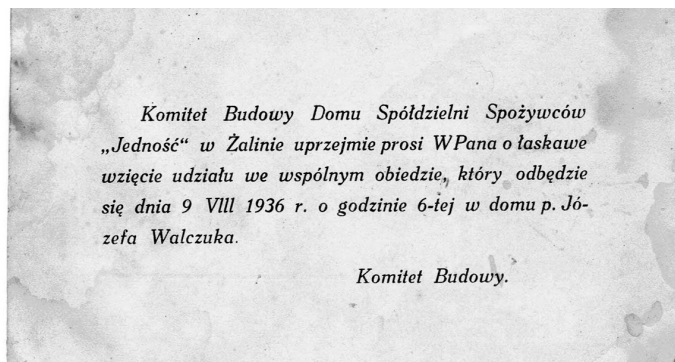 Komitet Budowy Domu Spółdzielni Spożywców
„Jedność“ w Żalinie uprzejmie prosi WPana o łaskawe
wzięcie udziału we wspólnym obiedzie, który odbędzie
się dnia 9 VIII 1936 r. o godzinie 6-tej w domu p. Jó-
zefa Walczuka.
Komitet Budowy.